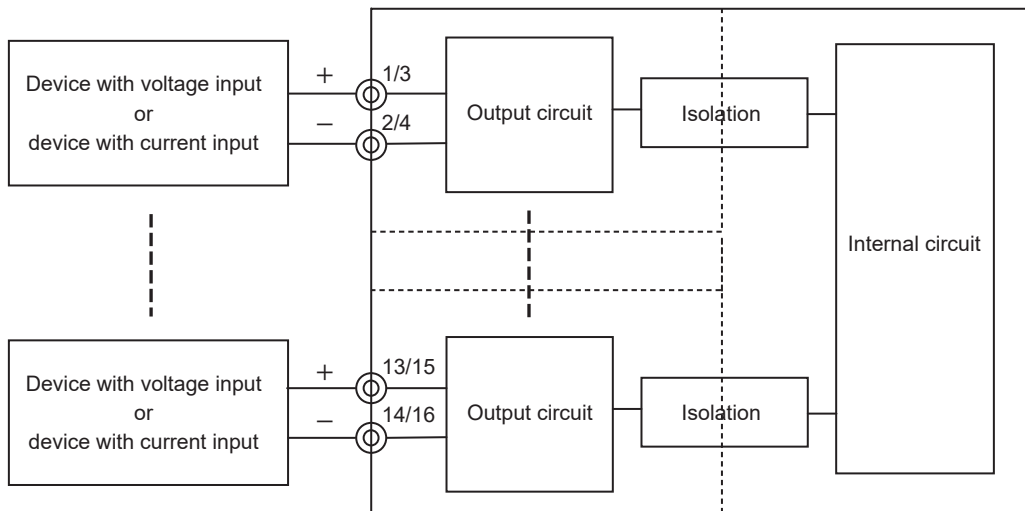 Device with voltage input
or
device with current input
+
−
1/3
2/4
Output circuit
Isolation
Internal circuit
Device with voltage input
or
device with current input
+
−
13/15
14/16
Output circuit
Isolation